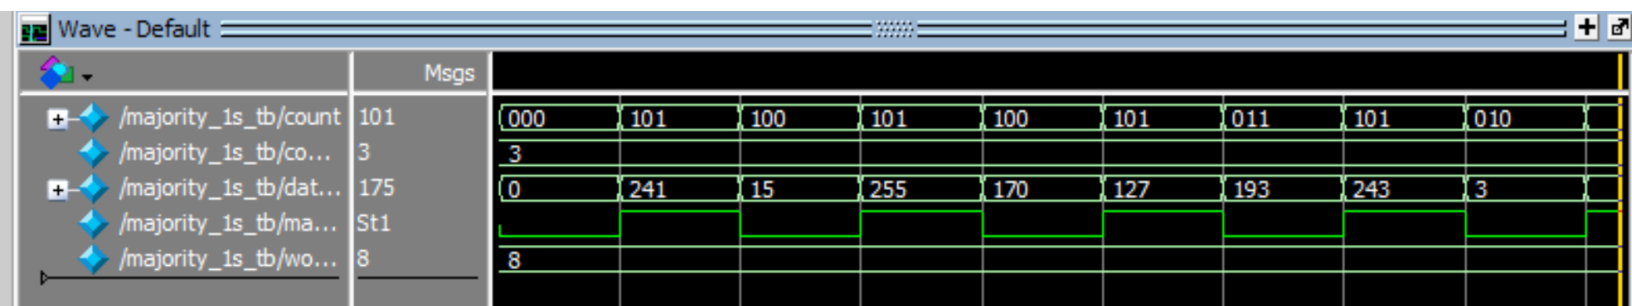 Wave - Default
Msgs
/majority_1s_tb/count 101 000 101 100 101 100 101 011 101 010
/majority_1s_tb/co... 3 3
/majority_1s_tb/dat... 175 0 241 15 255 170 127 193 243 3
/majority_1s_tb/ma... St1
/majority_1s_tb/wo... 8 8